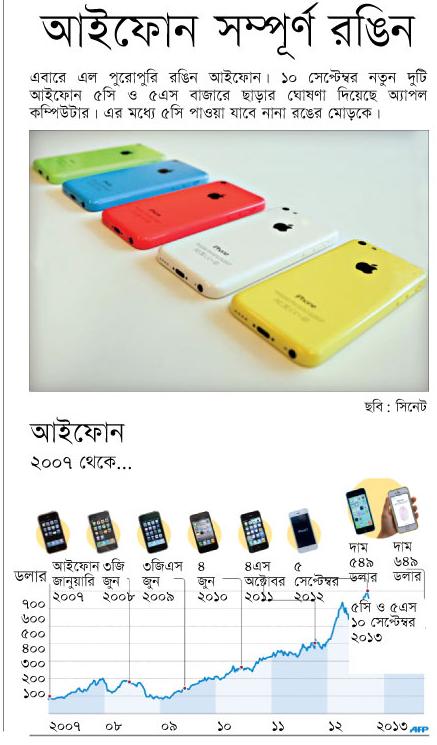 আইফোন সম্পূর্ণ রঙিন
এবারে এল পুরোপুরি রঙিন আইফোন। ১০ সেপ্টেম্বর নতুন দুটি
আইফোন ৫সি ও ৫এস বাজারে ছাড়ার ঘোষণা দিয়েছে অ্যাপল
কম্পিউটার। এর মধ্যে ৫সি পাওয়া যাবে নানা রঙের মোড়কে।
iPhone
iPhone
iPhone
ছবি : সিনেট
আইফোন
২০০৭ থেকে...
আইফোন
জানুয়ারি
২০০৭
৩জি
জুন
২০০৮
৩জিএস
জুন
২০০৯
৪
জুন
২০১০
৪এস
অক্টোবর
২০১১
৫
সেপ্টেম্বর
২০১২
দাম
৫৪৯
ডলার
দাম
৬৪৯
ডলার
৫সি ও ৫এস
১০ সেপ্টেম্বর
২০১৩
ডলার
৭০০
৬০০
৫০০
৪০০
৩০০
২০০
১০০
২০০৭ ০৮ ০৯ ১০ ১১ ১২ ২০১৩ AFP